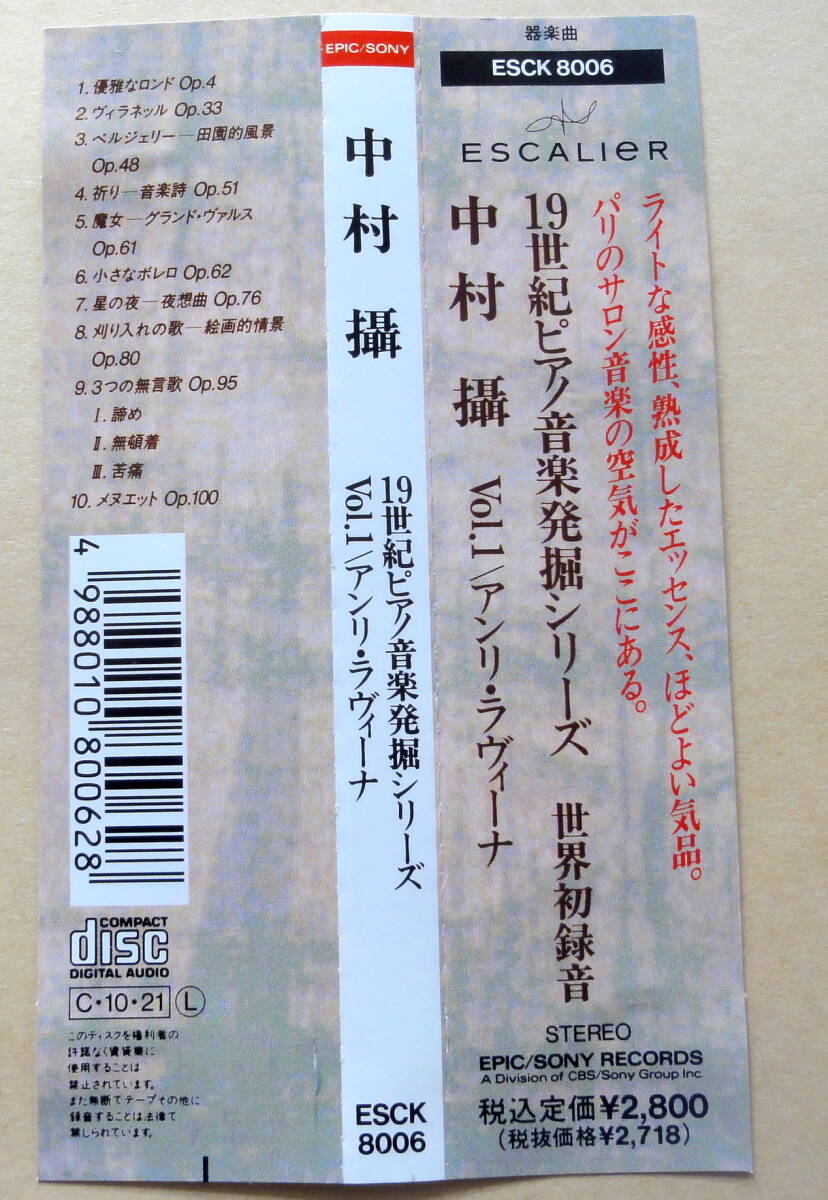 1. 優雅なロンド Op.4
2. ヴィラネッル Op.33
3. ベルジェリー—田園的風景
Op.48
4. 祈り—音楽詩 Op.51
5. 魔女—グランド・ヴァルス
Op.61
6. 小さなボレロ Op.62
7. 星の夜—夜想曲 Op.76
8. 刈り入れの歌—絵画的情景
Op.80
9. 3つの無言歌 Op.95
Ⅰ. 諦め
Ⅱ. 無頓着
Ⅲ. 苦痛
10. メヌエット Op.100
4 988010 800628
COMPACT
disc
DIGITAL AUDIO
C・10・21 L
このディスクを権利者の
許諾なく賃貸業に
使用することは
禁止されています。
また無断でテープその他に
録音することは法律で
禁じられています。
EPIC/SONY
中村 攝
19世紀ピアノ音楽発掘シリーズ
Vol.1/アンリ・ラヴィーナ
ESCK
8006
器楽曲
ESCK 8006
ESCALIER
ライトな感性、熟成したエッセンス、ほどよい気品。
パリのサロン音楽の空気がここにある。
19世紀ピアノ音楽発掘シリーズ 世界初録音
中村 攝 Vol.1/アンリ・ラヴィーナ
STEREO
EPIC/SONY RECORDS
A Division of CBS/Sony Group Inc.
税込定価¥2,800
(税抜価格¥2,718)